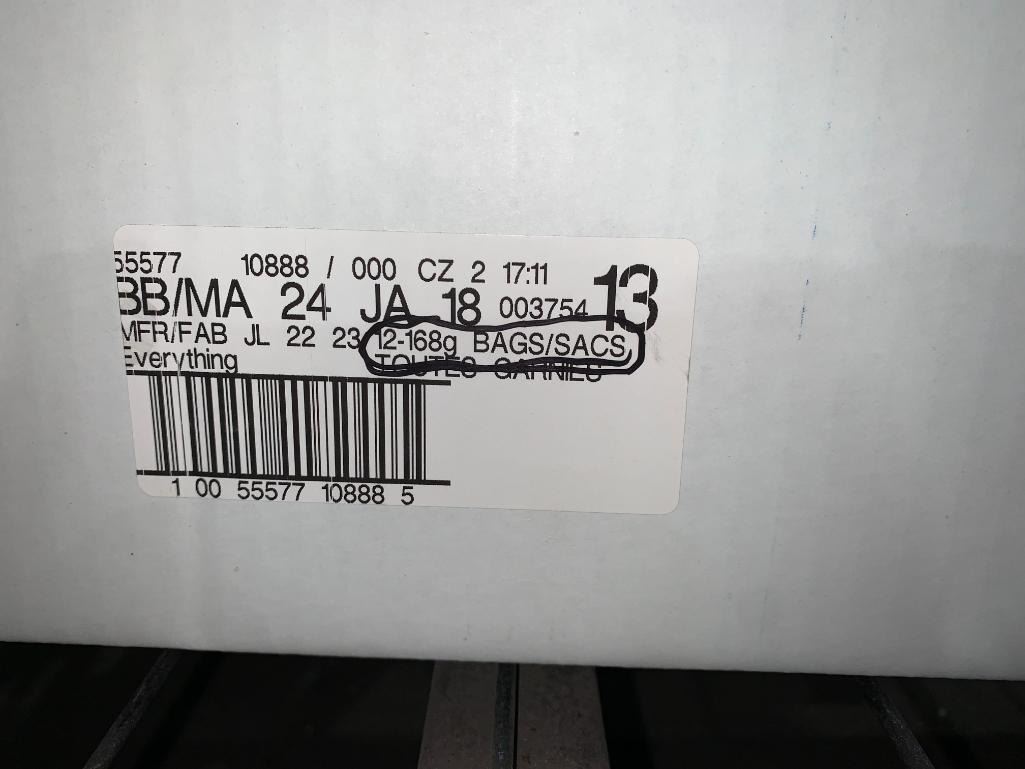 55577 10888 / 000 CZ 2 17:11
BB/MA 24 JA 18 003754 13
MFR/FAB JL 22 23 12-168g BAGS/SACS
Everything TOUTES GARNIES
1 00 55577 10888 5